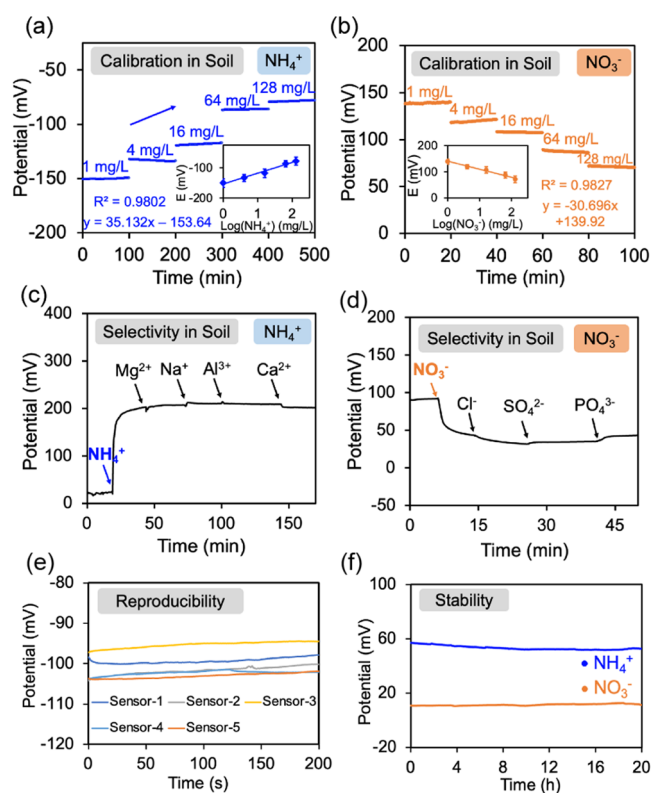 (a)
Calibration in Soil
NH₄⁺
Potential (mV)
-25
-50
-100
-150
-200
1 mg/L
4 mg/L
16 mg/L
64 mg/L
128 mg/L
R² = 0.9802
y = 35.132x – 153.64
E (mV)
0
-100
-200
0 1 2
Log(NH₄⁺) (mg/L)
0 100 200 300 400 500
Time (min)
(b)
Calibration in Soil
NO₃⁻
Potential (mV)
200
150
100
50
0
1 mg/L
4 mg/L
16 mg/L
64 mg/L
128 mg/L
E (mV)
200
100
0
0 1 2
Log(NO₃⁻) (mg/L)
R² = 0.9827
y = -30.696x
+139.92
0 20 40 60 80 100
Time (min)
(c)
Selectivity in Soil
NH₄⁺
Potential (mV)
400
300
200
100
0
NH₄⁺
Mg²⁺
Na⁺
Al³⁺
Ca²⁺
0 50 100 150
Time (min)
(d)
Selectivity in Soil
NO₃⁻
Potential (mV)
200
150
100
50
0
-50
NO₃⁻
Cl⁻
SO₄²⁻
PO₄³⁻
0 15 30 45
Time (min)
(e)
Reproducibility
Potential (mV)
-80
-90
-100
-110
-120
Sensor-1 Sensor-2 Sensor-3
Sensor-4 Sensor-5
0 50 100 150 200
Time (s)
(f)
Stability
Potential (mV)
100
60
20
-20
NH₄⁺
NO₃⁻
0 4 8 12 16 20
Time (h)